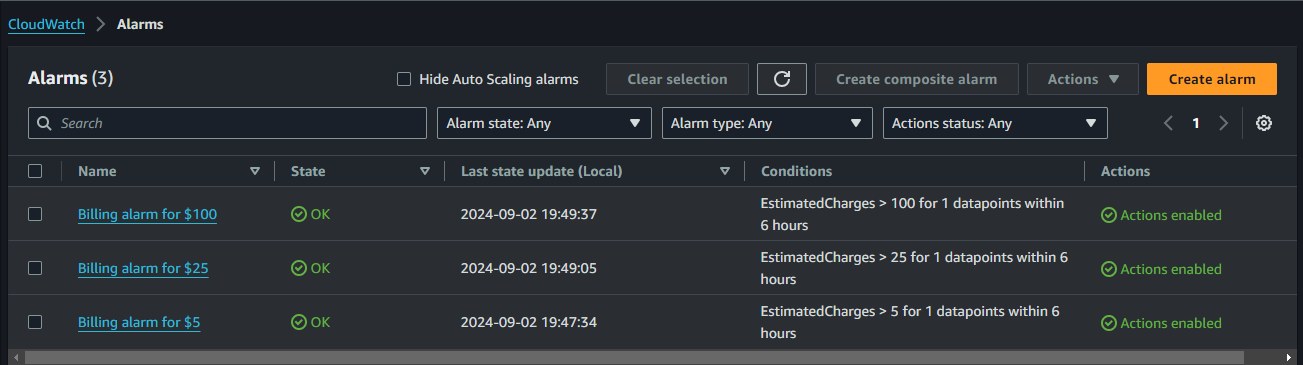 CloudWatch > Alarms
Alarms (3)
Hide Auto Scaling alarms
Clear selection
Create composite alarm
Actions
Create alarm
Search
Alarm state: Any
Alarm type: Any
Actions status: Any
1
Name State Last state update (Local) Conditions Actions
Billing alarm for $100 OK 2024-09-02 19:49:37 EstimatedCharges > 100 for 1 datapoints within
6 hours
Actions enabled
Billing alarm for $25 OK 2024-09-02 19:49:05 EstimatedCharges > 25 for 1 datapoints within 6
hours
Actions enabled
Billing alarm for $5 OK 2024-09-02 19:47:34 EstimatedCharges > 5 for 1 datapoints within 6
hours
Actions enabled